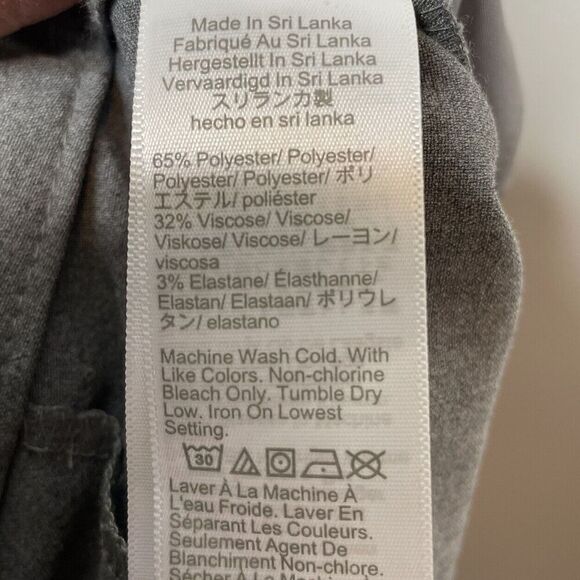 Made In Sri Lanka
Fabriqué Au Sri Lanka
Hergestellt In Sri Lanka
Vervaardigd In Sri Lanka
スリランカ製
hecho en sri lanka
65% Polyester/ Polyester/
Polyester/ Polyester/ ポリ
エステル/ poliéster
32% Viscose/ Viscose/
Viskose/ Viscose/ レーヨン/
viscosa
3% Elastane/ Élasthanne/
Elastan/ Elastaan/ ポリウレ
タン/ elastano
Machine Wash Cold. With
Like Colors. Non-chlorine
Bleach Only. Tumble Dry
Low. Iron On Lowest
Setting.
30
Laver À La Machine À
L'eau Froide. Laver En
Séparant Les Couleurs.
Seulement Agent De
Blanchiment Non-chlore.
Sécher À La Machine